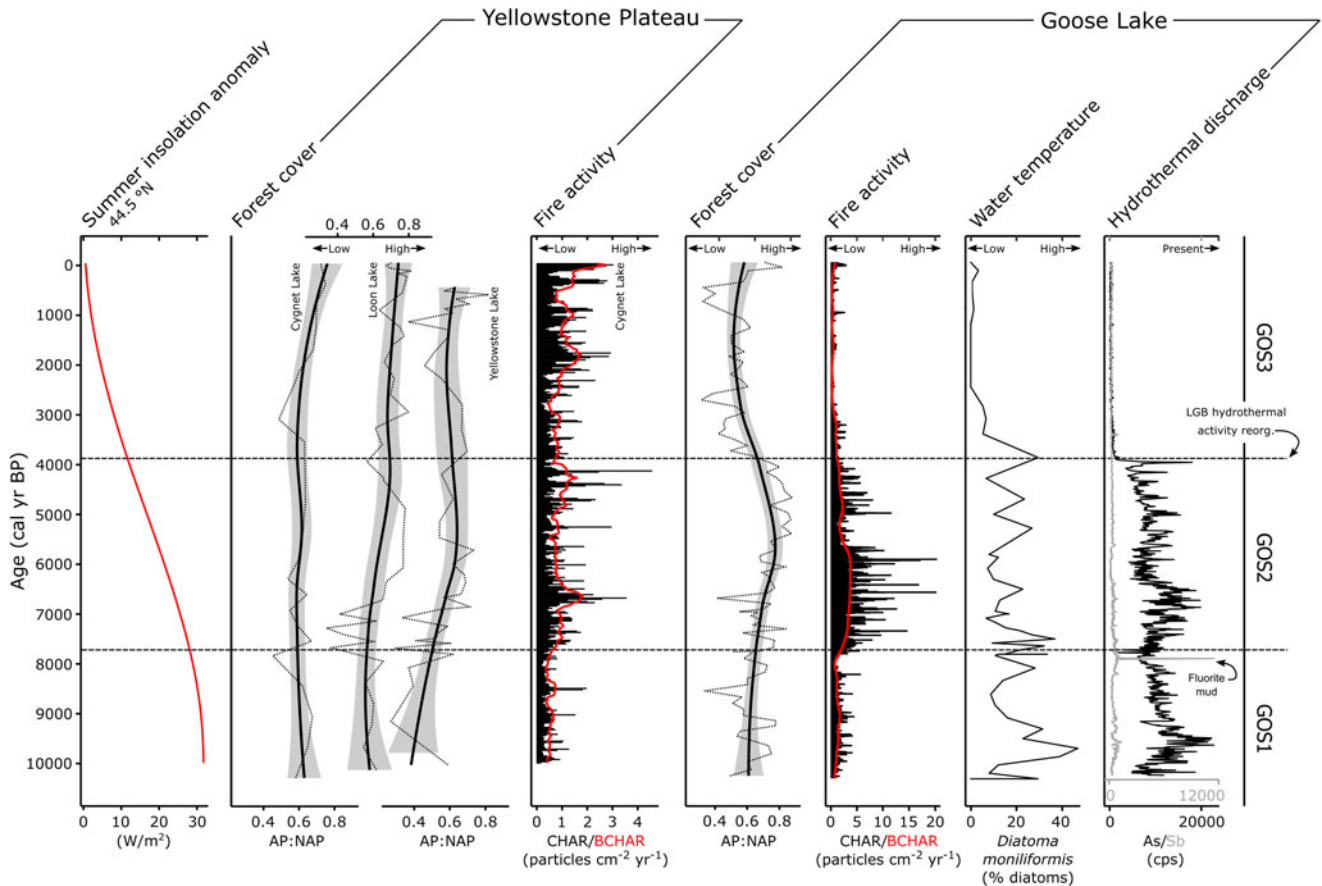 Yellowstone Plateau
Goose Lake
Summer insolation anomaly
44.5 °N
Forest cover
Fire activity
Forest cover
Fire activity
Water temperature
Hydrothermal discharge
0.4 0.6 0.8
Low High
Low High
Low High
Low High
Low High
Present
Cygnet Lake
Loon Lake
Yellowstone Lake
Cygnet Lake
Age (cal yr BP)
0
1000
2000
3000
4000
5000
6000
7000
8000
9000
10000
GOS3
LGB hydrothermal
activity reorg.
GOS2
Fluorite
mud
GOS1
0 12000
0 10 20 30
0.4 0.6
0.4 0.6 0.8
0 1 2 3 4
0.4 0.6 0.8
0 5 10 15 20
0 20 40
0 20000
(W/m²)
AP:NAP
AP:NAP
CHAR/BCHAR
(particles cm⁻² yr⁻¹)
AP:NAP
CHAR/BCHAR
(particles cm⁻² yr⁻¹)
Diatoma
moniliformis
(% diatoms)
As/Sb
(cps)